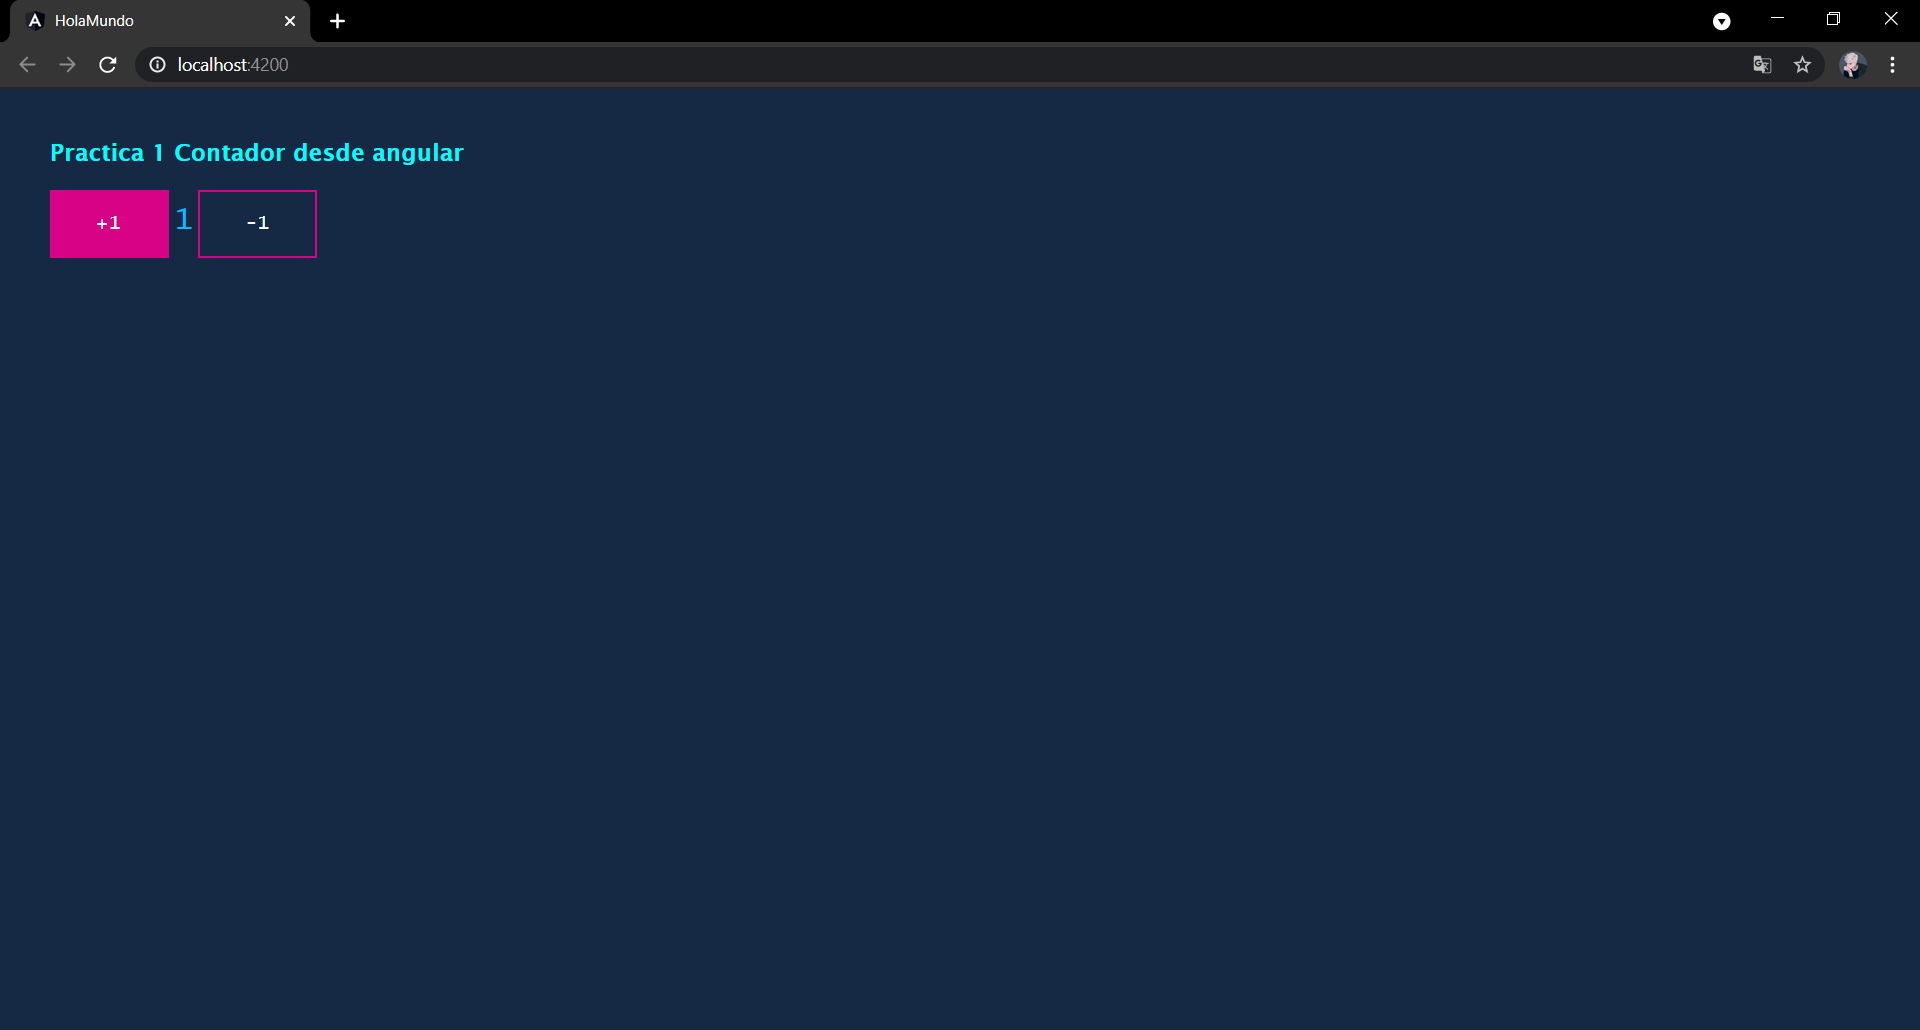 HolaMundo
localhost:4200
Practica 1 Contador desde angular
+1 1 -1